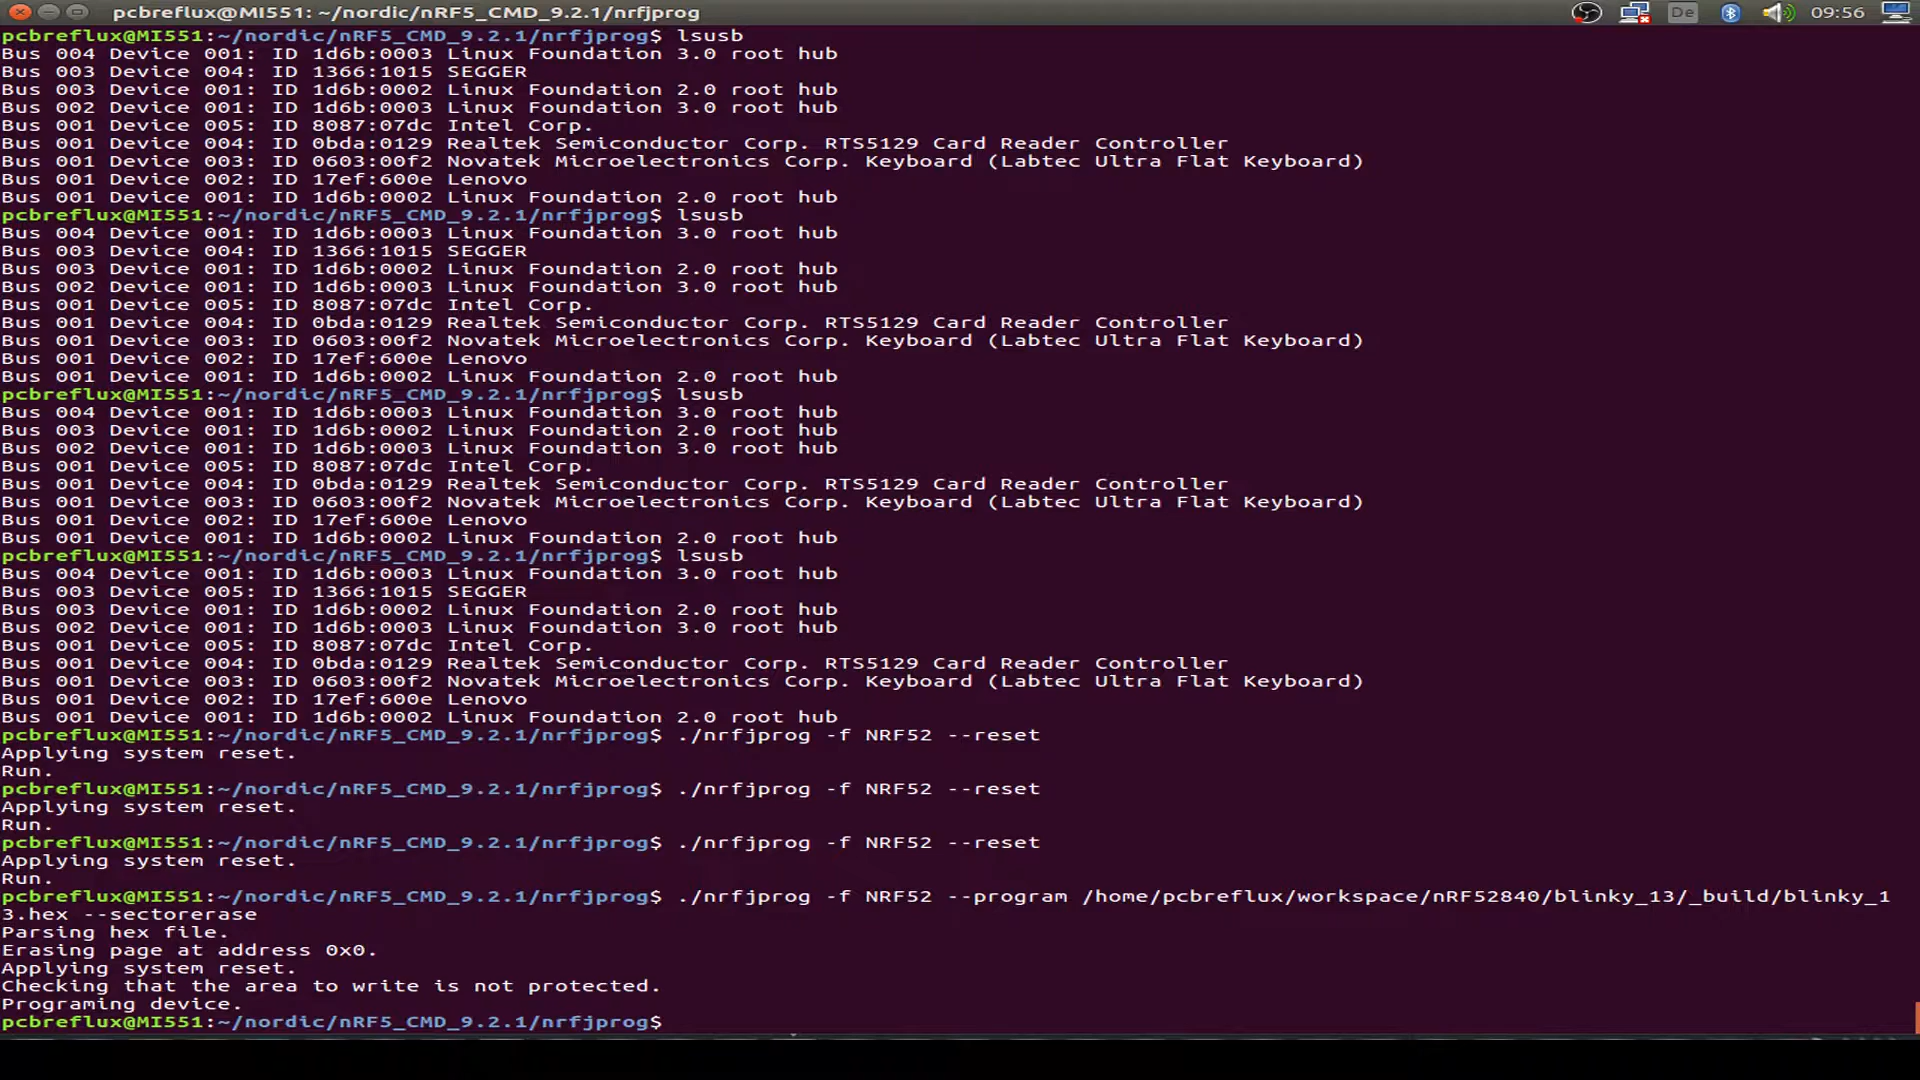 pcbreflux@MI551: ~/nordic/nRF5_CMD_9.2.1/nrfjprog
De
09:56
pcbreflux@MI551:~/nordic/nRF5_CMD_9.2.1/nrfjprog$ lsusb
Bus 004 Device 001: ID 1d6b:0003 Linux Foundation 3.0 root hub
Bus 003 Device 004: ID 1366:1015 SEGGER
Bus 003 Device 001: ID 1d6b:0002 Linux Foundation 2.0 root hub
Bus 002 Device 001: ID 1d6b:0003 Linux Foundation 3.0 root hub
Bus 001 Device 005: ID 8087:07dc Intel Corp.
Bus 001 Device 004: ID 0bda:0129 Realtek Semiconductor Corp. RTS5129 Card Reader Controller
Bus 001 Device 003: ID 0603:00f2 Novatek Microelectronics Corp. Keyboard (Labtec Ultra Flat Keyboard)
Bus 001 Device 002: ID 17ef:600e Lenovo
Bus 001 Device 001: ID 1d6b:0002 Linux Foundation 2.0 root hub
pcbreflux@MI551:~/nordic/nRF5_CMD_9.2.1/nrfjprog$ lsusb
Bus 004 Device 001: ID 1d6b:0003 Linux Foundation 3.0 root hub
Bus 003 Device 004: ID 1366:1015 SEGGER
Bus 003 Device 001: ID 1d6b:0002 Linux Foundation 2.0 root hub
Bus 002 Device 001: ID 1d6b:0003 Linux Foundation 3.0 root hub
Bus 001 Device 005: ID 8087:07dc Intel Corp.
Bus 001 Device 004: ID 0bda:0129 Realtek Semiconductor Corp. RTS5129 Card Reader Controller
Bus 001 Device 003: ID 0603:00f2 Novatek Microelectronics Corp. Keyboard (Labtec Ultra Flat Keyboard)
Bus 001 Device 002: ID 17ef:600e Lenovo
Bus 001 Device 001: ID 1d6b:0002 Linux Foundation 2.0 root hub
pcbreflux@MI551:~/nordic/nRF5_CMD_9.2.1/nrfjprog$ lsusb
Bus 004 Device 001: ID 1d6b:0003 Linux Foundation 3.0 root hub
Bus 003 Device 001: ID 1d6b:0002 Linux Foundation 2.0 root hub
Bus 002 Device 001: ID 1d6b:0003 Linux Foundation 3.0 root hub
Bus 001 Device 005: ID 8087:07dc Intel Corp.
Bus 001 Device 004: ID 0bda:0129 Realtek Semiconductor Corp. RTS5129 Card Reader Controller
Bus 001 Device 003: ID 0603:00f2 Novatek Microelectronics Corp. Keyboard (Labtec Ultra Flat Keyboard)
Bus 001 Device 002: ID 17ef:600e Lenovo
Bus 001 Device 001: ID 1d6b:0002 Linux Foundation 2.0 root hub
pcbreflux@MI551:~/nordic/nRF5_CMD_9.2.1/nrfjprog$ lsusb
Bus 004 Device 001: ID 1d6b:0003 Linux Foundation 3.0 root hub
Bus 003 Device 005: ID 1366:1015 SEGGER
Bus 003 Device 001: ID 1d6b:0002 Linux Foundation 2.0 root hub
Bus 002 Device 001: ID 1d6b:0003 Linux Foundation 3.0 root hub
Bus 001 Device 005: ID 8087:07dc Intel Corp.
Bus 001 Device 004: ID 0bda:0129 Realtek Semiconductor Corp. RTS5129 Card Reader Controller
Bus 001 Device 003: ID 0603:00f2 Novatek Microelectronics Corp. Keyboard (Labtec Ultra Flat Keyboard)
Bus 001 Device 002: ID 17ef:600e Lenovo
Bus 001 Device 001: ID 1d6b:0002 Linux Foundation 2.0 root hub
pcbreflux@MI551:~/nordic/nRF5_CMD_9.2.1/nrfjprog$ ./nrfjprog -f NRF52 --reset
Applying system reset.
Run.
pcbreflux@MI551:~/nordic/nRF5_CMD_9.2.1/nrfjprog$ ./nrfjprog -f NRF52 --reset
Applying system reset.
Run.
pcbreflux@MI551:~/nordic/nRF5_CMD_9.2.1/nrfjprog$ ./nrfjprog -f NRF52 --reset
Applying system reset.
Run.
pcbreflux@MI551:~/nordic/nRF5_CMD_9.2.1/nrfjprog$ ./nrfjprog -f NRF52 --program /home/pcbreflux/workspace/nRF52840/blinky_13/_build/blinky_1
3.hex --sectorerase
Parsing hex file.
Erasing page at address 0x0.
Applying system reset.
Checking that the area to write is not protected.
Programing device.
pcbreflux@MI551:~/nordic/nRF5_CMD_9.2.1/nrfjprog$